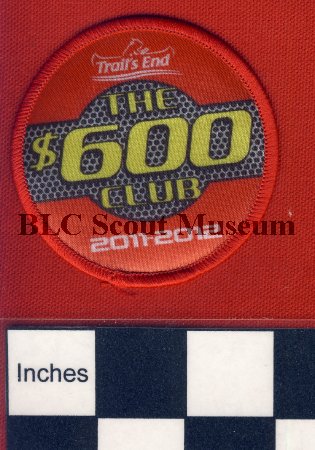 Trail's End
THE
$600
CLUB
BLC Scout Museum
2011-2012
Inches